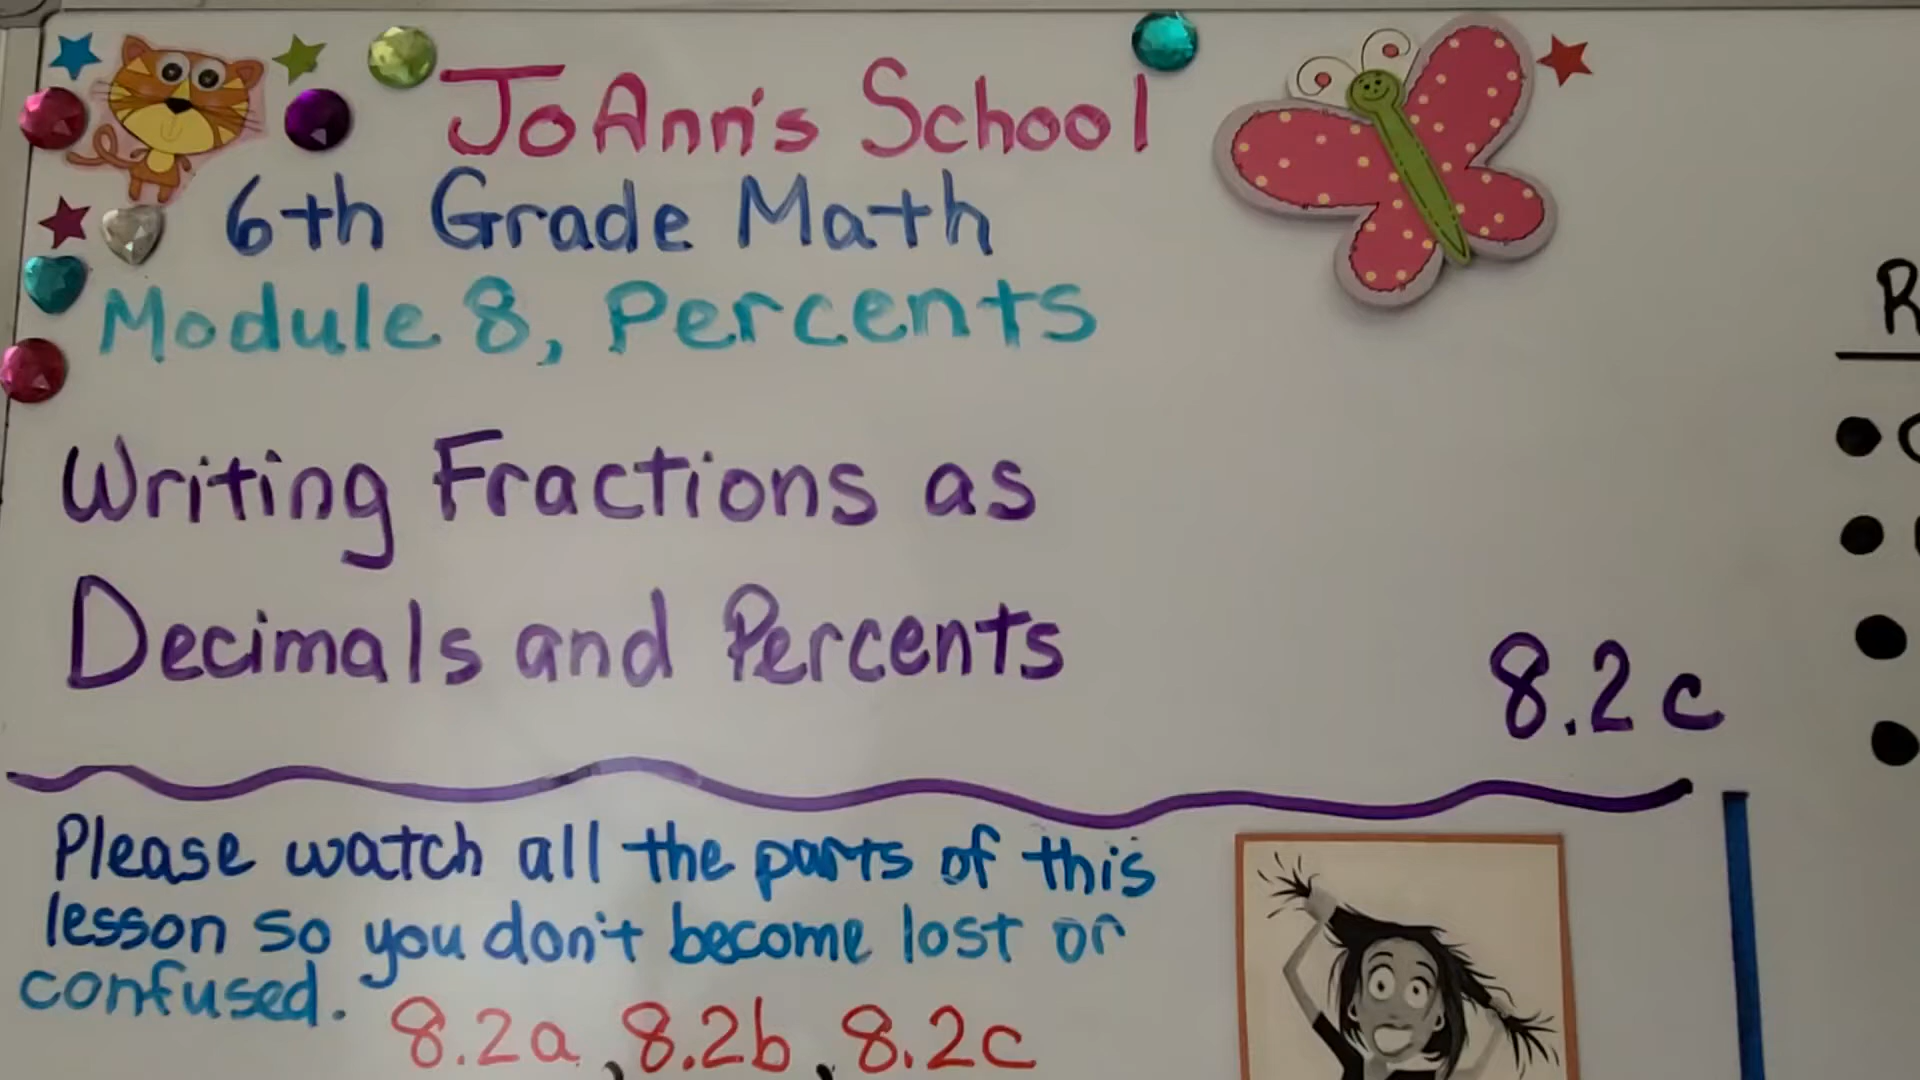 JoAnn's School
6th Grade Math
Module 8, Percents
Writing Fractions as
Decimals and Percents
8.2c
Please watch all the parts of this
lesson so you don't become lost or
confused.
8.2a, 8.2b, 8.2c